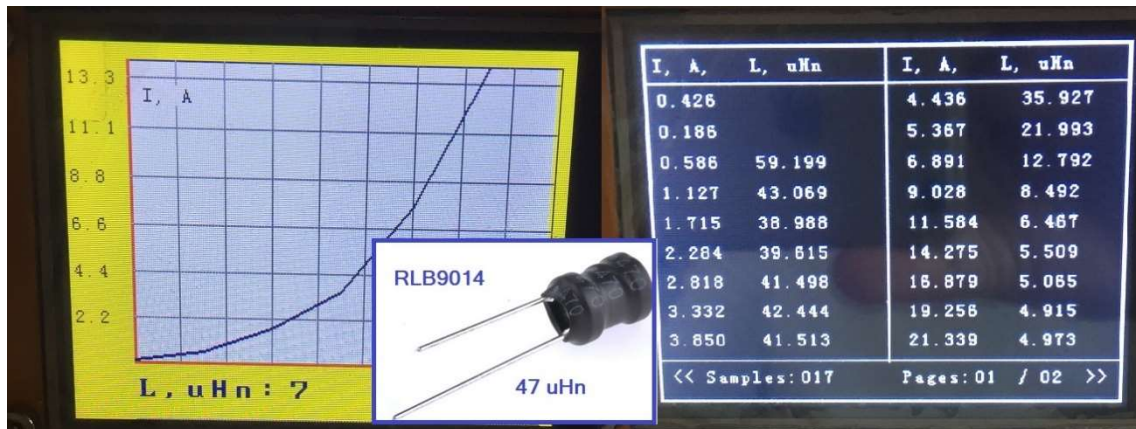 13.3
I, A
11.1
8.8
6.6
4.4
2.2
L,uHn: 7
RLB9014
47 uHn
I, A, L, uHn I, A, L, uHn
0.426 4.436 35.927
0.186 5.367 21.993
0.586 59.199 6.891 12.792
1.127 43.069 9.028 8.492
1.715 38.988 11.584 6.467
2.284 39.615 14.275 5.509
2.818 41.498 16.879 5.065
3.332 42.444 19.256 4.915
3.850 41.513 21.339 4.973
<< Samples:017 Pages:01 / 02 >>